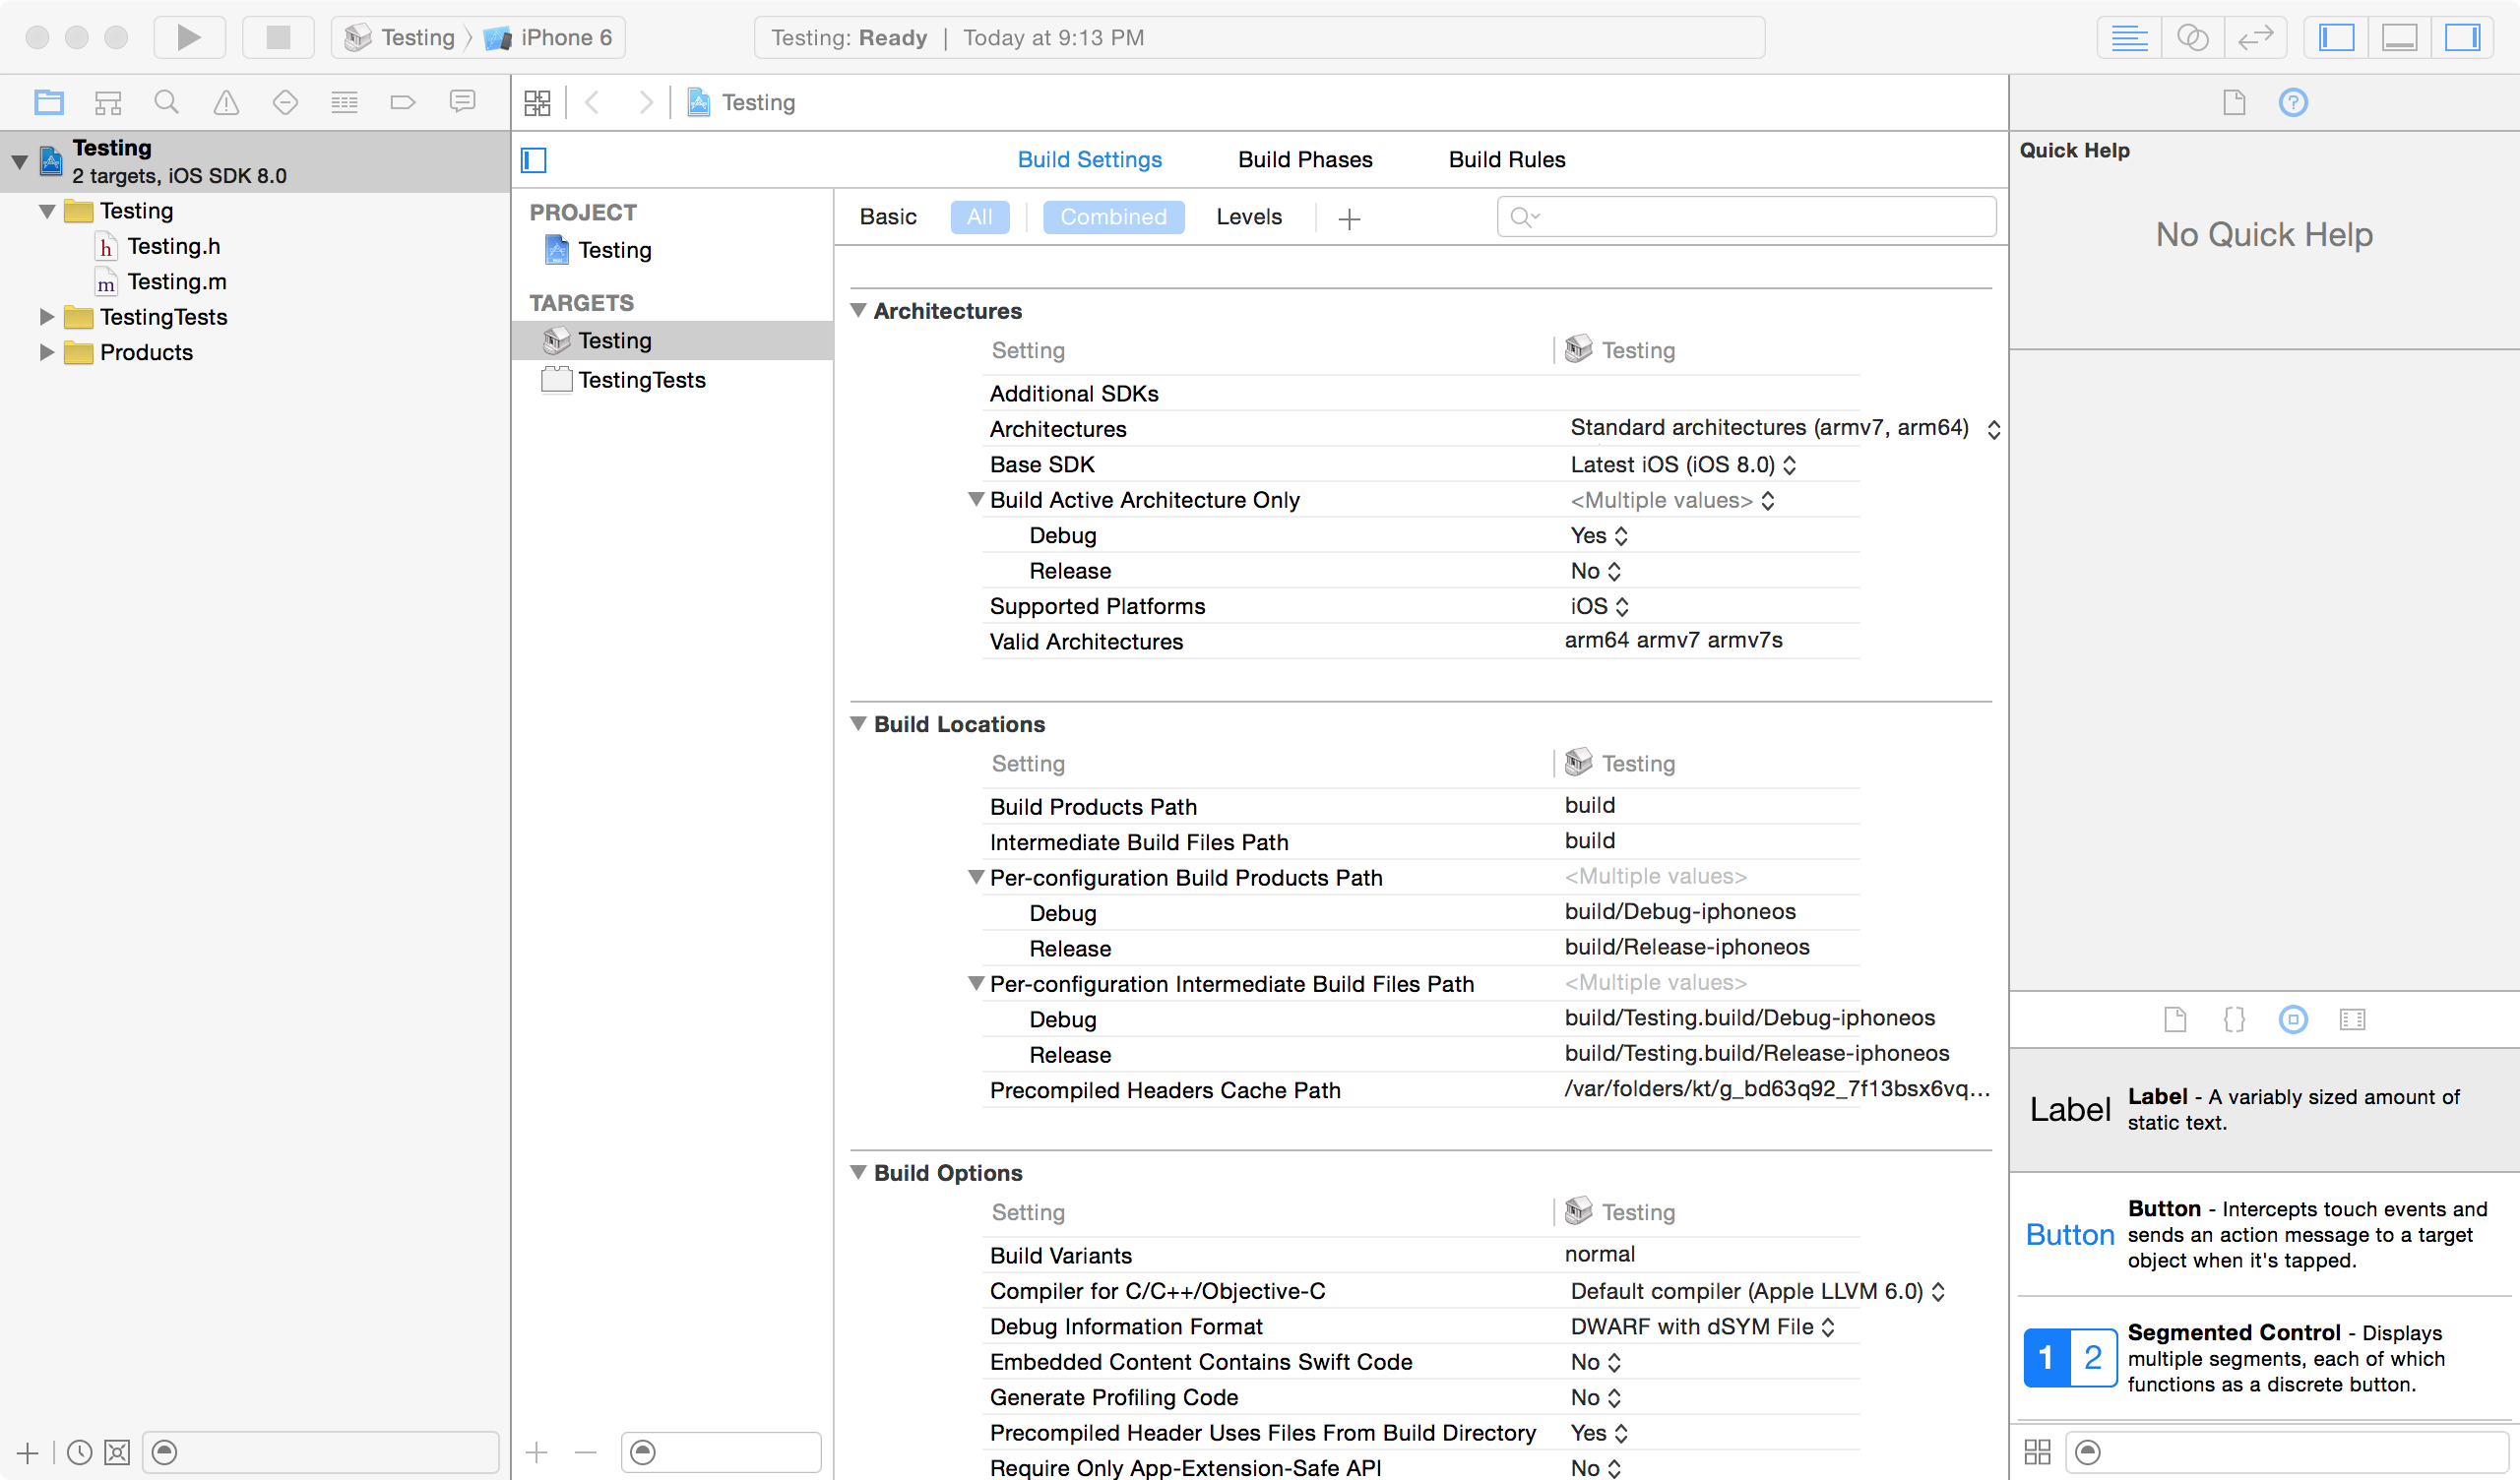 Testing 〉 iPhone 6
Testing: Ready | Today at 9:13 PM
Testing
Testing
2 targets, iOS SDK 8.0
Testing
h Testing.h
m Testing.m
TestingTests
Products
Build Settings Build Phases Build Rules
PROJECT
Testing
TARGETS
Testing
TestingTests
Basic All Combined Levels
Architectures
Setting Testing
Additional SDKs
Architectures Standard architectures (armv7, arm64)
Base SDK Latest iOS (iOS 8.0)
Build Active Architecture Only <Multiple values>
Debug Yes
Release No
Supported Platforms iOS
Valid Architectures arm64 armv7 armv7s
Build Locations
Setting Testing
Build Products Path build
Intermediate Build Files Path build
Per-configuration Build Products Path <Multiple values>
Debug build/Debug-iphoneos
Release build/Release-iphoneos
Per-configuration Intermediate Build Files Path <Multiple values>
Debug build/Testing.build/Debug-iphoneos
Release build/Testing.build/Release-iphoneos
Precompiled Headers Cache Path /var/folders/kt/g_bd63q92_7f13bsx6vq...
Build Options
Setting Testing
Build Variants normal
Compiler for C/C++/Objective-C Default compiler (Apple LLVM 6.0)
Debug Information Format DWARF with dSYM File
Embedded Content Contains Swift Code No
Generate Profiling Code No
Precompiled Header Uses Files From Build Directory Yes
Require Only App-Extension-Safe API No
Quick Help
No Quick Help
Label
Label - A variably sized amount of
static text.
Button
Button - Intercepts touch events and
sends an action message to a target
object when it's tapped.
1 2
Segmented Control - Displays
multiple segments, each of which
functions as a discrete button.